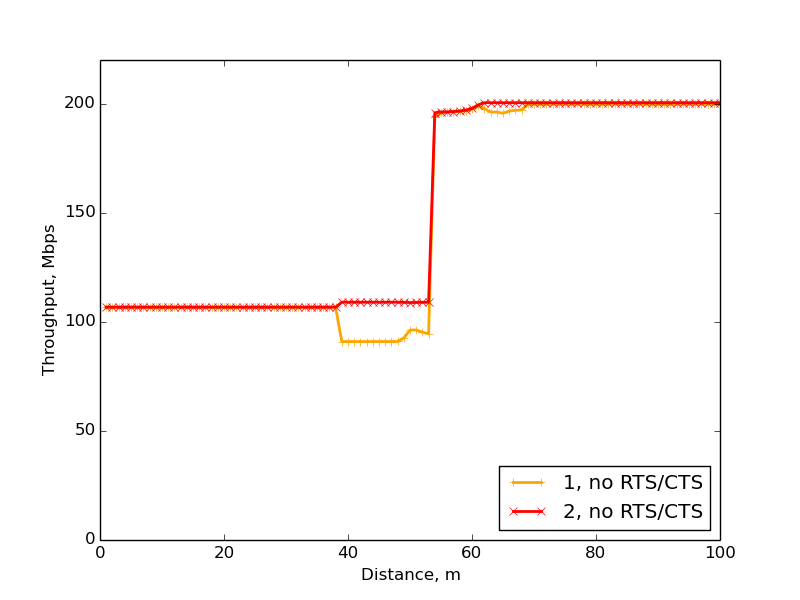 200
150
100
50
0
Throughput, Mbps
0 20 40 60 80 100
Distance, m
1, no RTS/CTS
2, no RTS/CTS